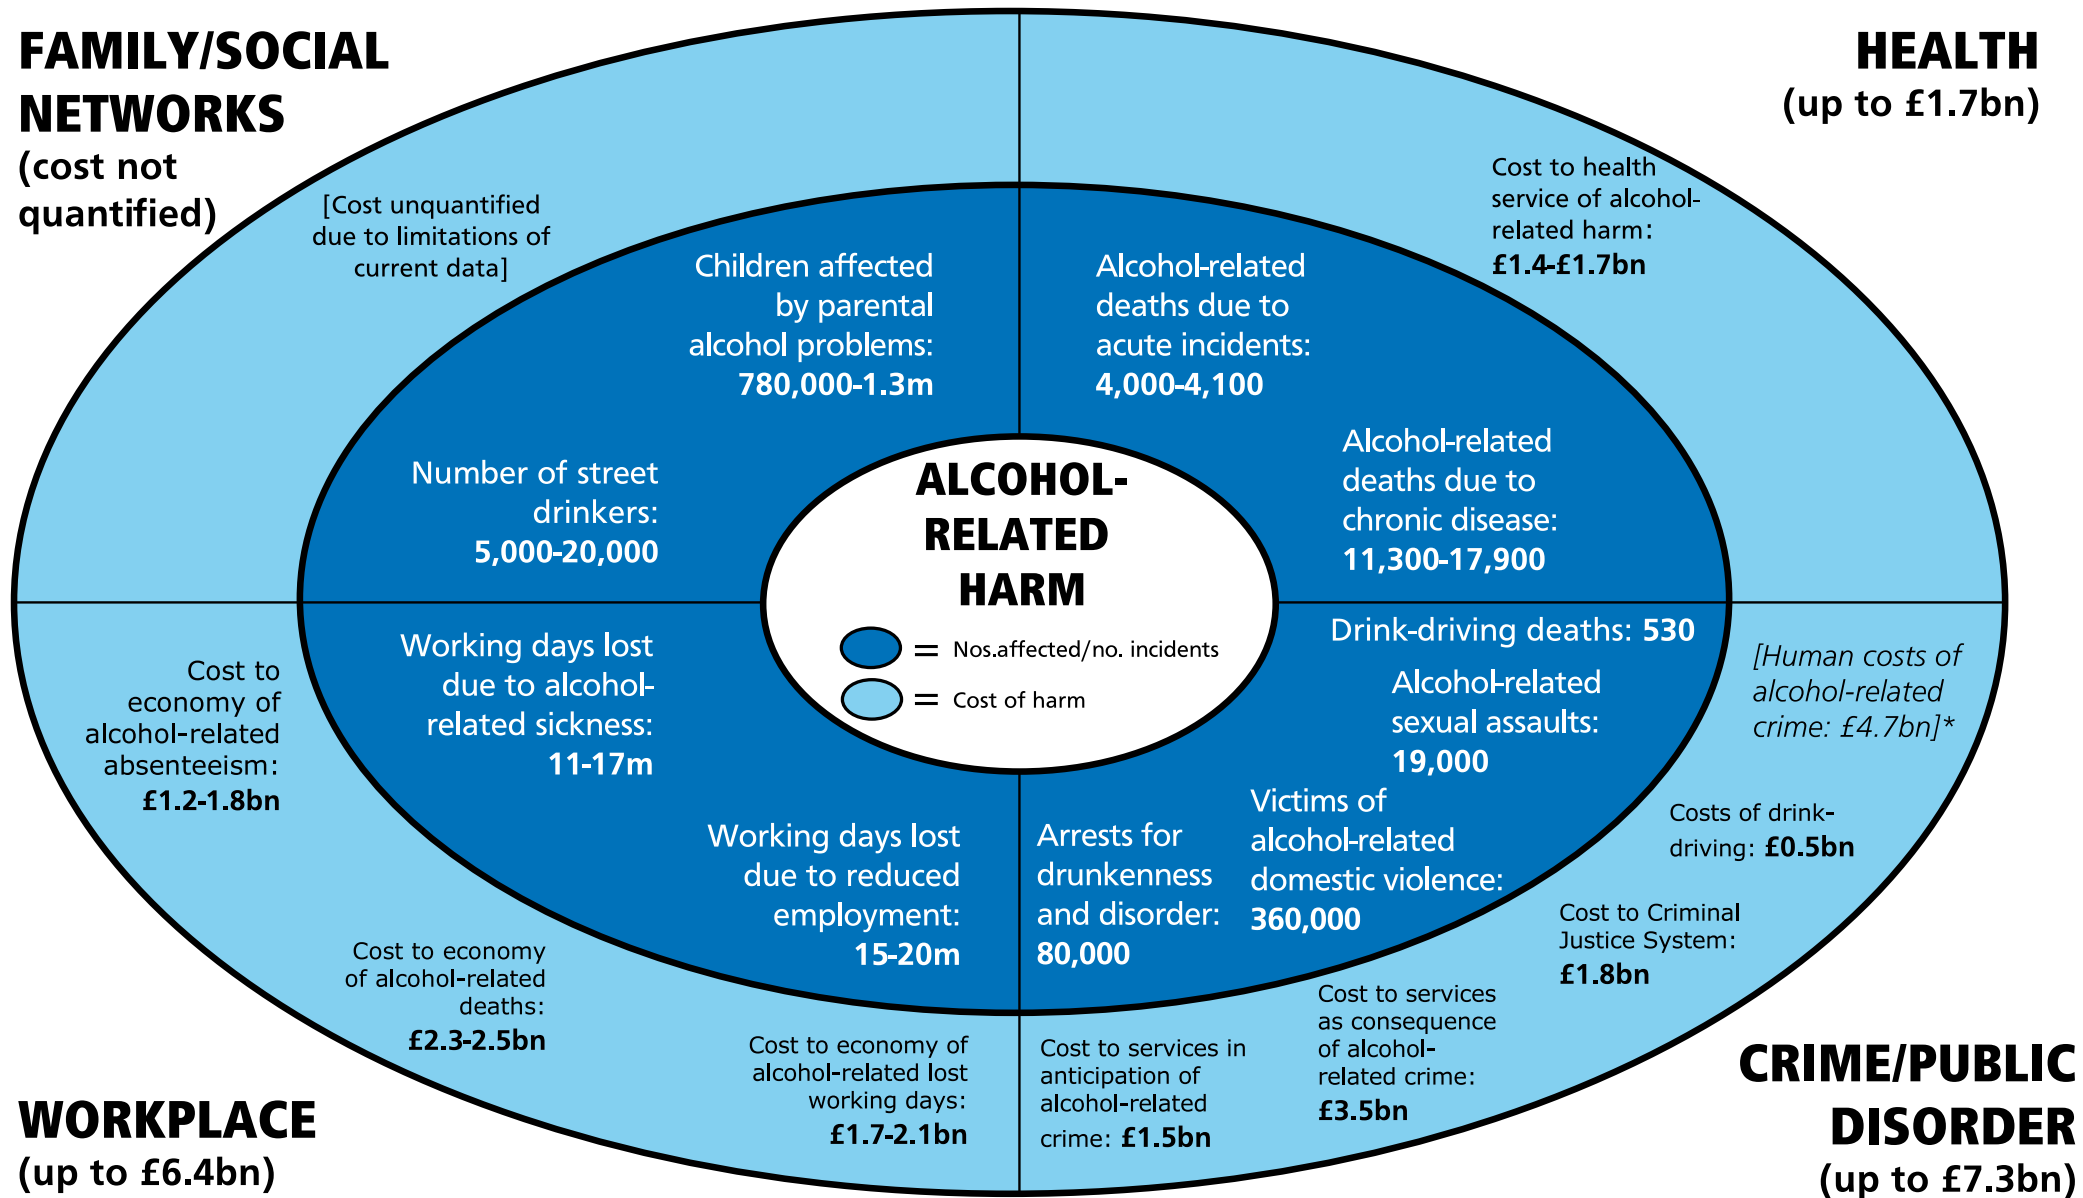 FAMILY/SOCIAL
NETWORKS
(cost not
quantified)
HEALTH
(up to £1.7bn)
[Cost unquantified
due to limitations of
current data]
Cost to health
service of alcohol-
related harm:
£1.4-£1.7bn
Children affected
by parental
alcohol problems:
780,000-1.3m
Alcohol-related
deaths due to
acute incidents:
4,000-4,100
Number of street
drinkers:
5,000-20,000
Alcohol-related
deaths due to
chronic disease:
11,300-17,900
ALCOHOL-
RELATED
HARM
= Nos.affected/no. incidents
= Cost of harm
Cost to
economy of
alcohol-related
absenteeism:
£1.2-1.8bn
Working days lost
due to alcohol-
related sickness:
11-17m
Drink-driving deaths: 530
Alcohol-related
sexual assaults:
19,000
[Human costs of
alcohol-related
crime: £4.7bn]*
Working days lost
due to reduced
employment:
15-20m
Arrests for
drunkenness
and disorder:
80,000
Victims of
alcohol-related
domestic violence:
360,000
Costs of drink-
driving: £0.5bn
Cost to Criminal
Justice System:
£1.8bn
Cost to economy
of alcohol-related
deaths:
£2.3-2.5bn
Cost to economy of
alcohol-related lost
working days:
£1.7-2.1bn
Cost to services in
anticipation of
alcohol-related
crime: £1.5bn
Cost to services
as consequence
of alcohol-
related crime:
£3.5bn
WORKPLACE
(up to £6.4bn)
CRIME/PUBLIC
DISORDER
(up to £7.3bn)